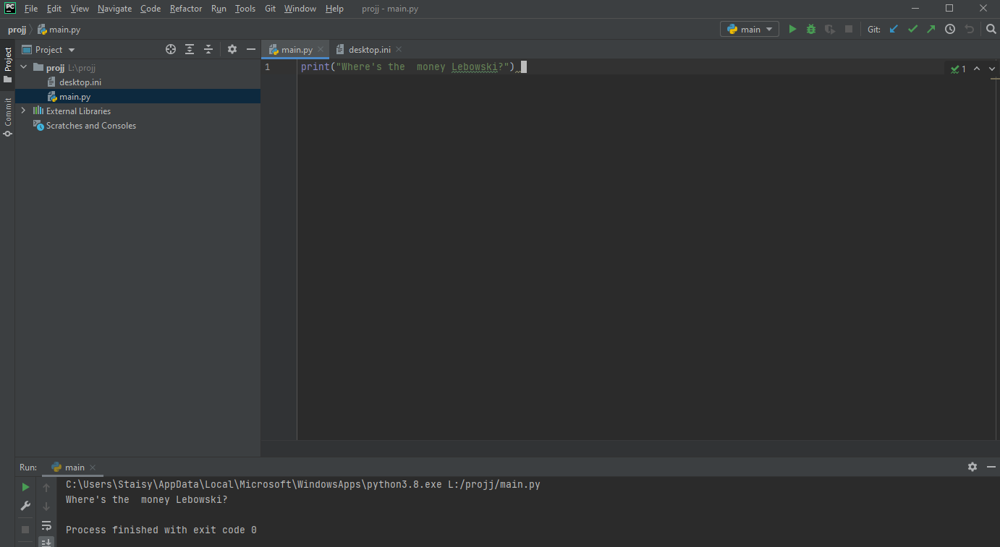 PC File Edit View Navigate Code Refactor Run Tools Git Window Help projj - main.py
projj main.py main Git:
Project Project main.py desktop.ini
1 print("Where's the  money Lebowski?") 1
projj L:\projj
desktop.ini
main.py
Commit
External Libraries
Scratches and Consoles
Run: main
C:\Users\Staisy\AppData\Local\Microsoft\WindowsApps\python3.8.exe L:/projj/main.py
Where's the  money Lebowski?
Process finished with exit code 0